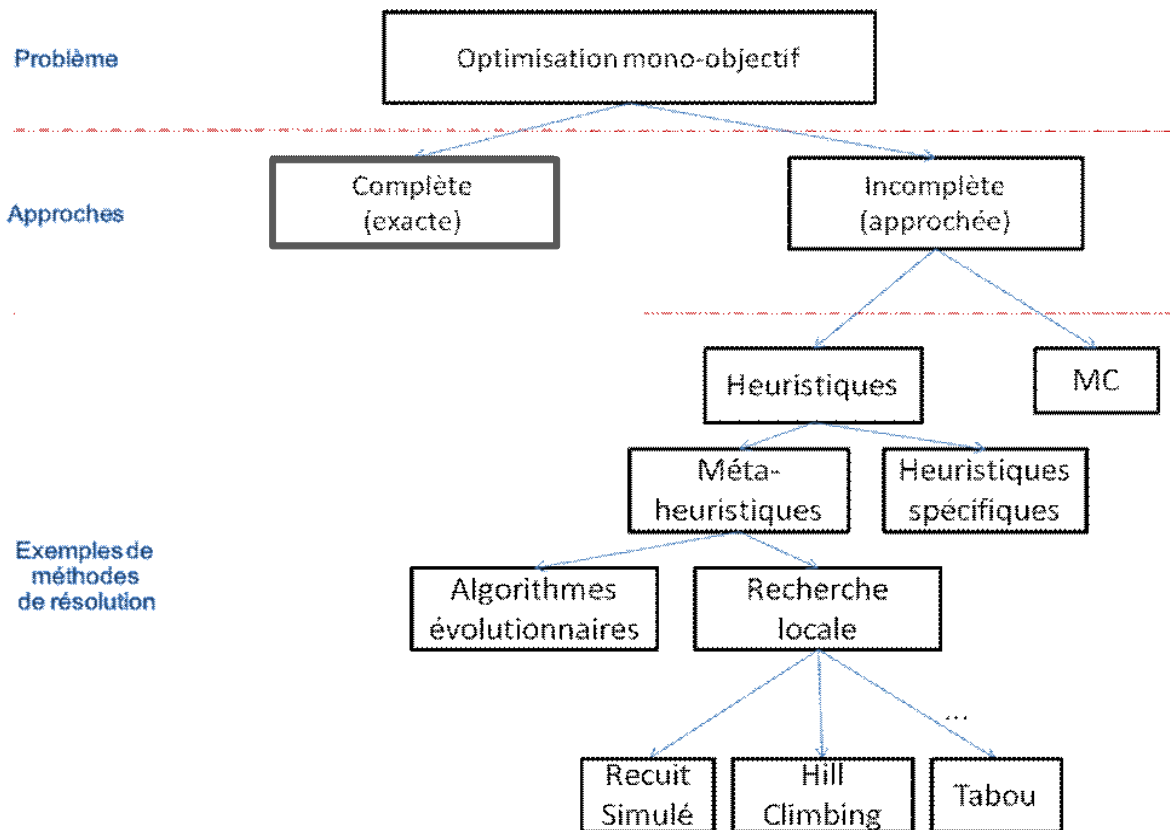 Problème
Optimisation mono-objectif
Approches
Complète
(exacte)
Incomplète
(approchée)
Heuristiques
MC
Méta-
heuristiques
Heuristiques
spécifiques
Exemples de
méthodes
de résolution
Algorithmes
évolutionnaires
Recherche
locale
...
Recuit
Simulé
Hill
Climbing
Tabou